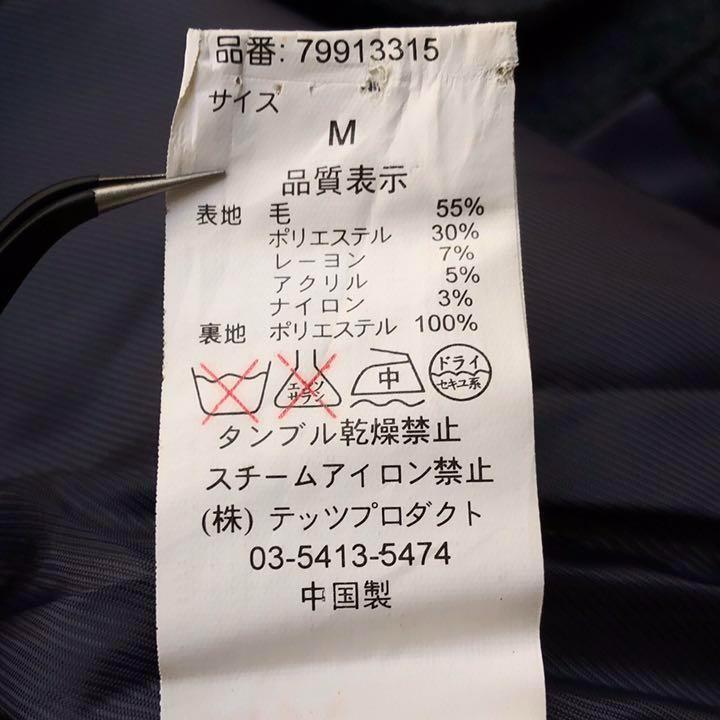 品番: 79913315
サイズ
M
品質表示
表地 毛 55%
ポリエステル 30%
レーヨン 7%
アクリル 5%
ナイロン 3%
裏地 ポリエステル 100%
エンソ サラシ 中 ドライ セキユ系
タンブル乾燥禁止
スチームアイロン禁止
(株) テッツプロダクト
03-5413-5474
中国製